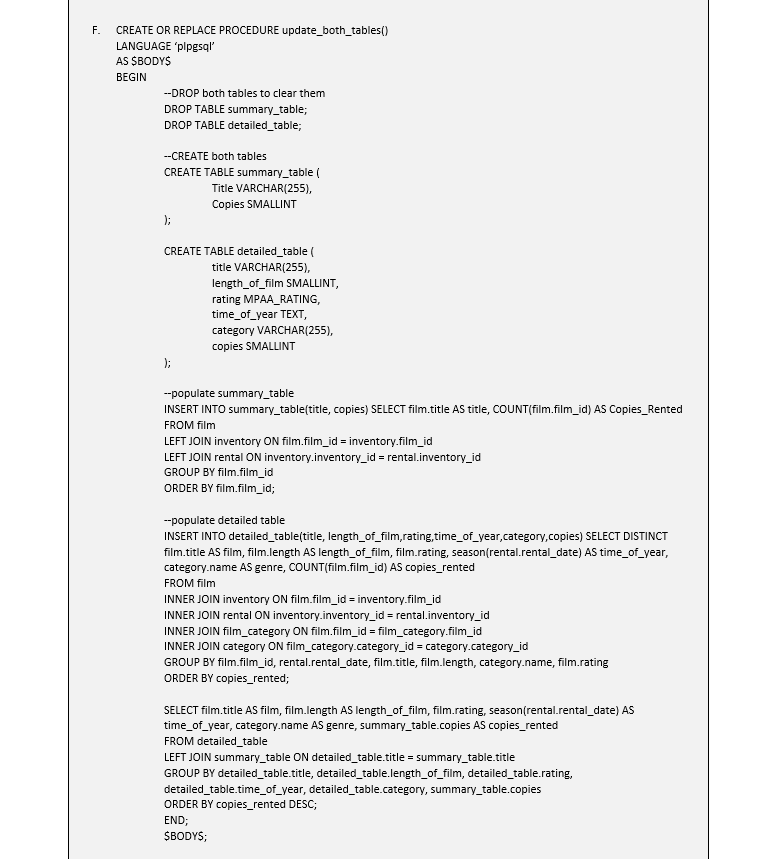 F. CREATE OR REPLACE PROCEDURE update_both_tables()
LANGUAGE ‘plpgsql’
AS $BODY$
BEGIN
--DROP both tables to clear them
DROP TABLE summary_table;
DROP TABLE detailed_table;
--CREATE both tables
CREATE TABLE summary_table (
Title VARCHAR(255),
Copies SMALLINT
);
CREATE TABLE detailed_table (
title VARCHAR(255),
length_of_film SMALLINT,
rating MPAA_RATING,
time_of_year TEXT,
category VARCHAR(255),
copies SMALLINT
);
--populate summary_table
INSERT INTO summary_table(title, copies) SELECT film.title AS title, COUNT(film.film_id) AS Copies_Rented
FROM film
LEFT JOIN inventory ON film.film_id = inventory.film_id
LEFT JOIN rental ON inventory.inventory_id = rental.inventory_id
GROUP BY film.film_id
ORDER BY film.film_id;
--populate detailed table
INSERT INTO detailed_table(title, length_of_film,rating,time_of_year,category,copies) SELECT DISTINCT
film.title AS film, film.length AS length_of_film, film.rating, season(rental.rental_date) AS time_of_year,
category.name AS genre, COUNT(film.film_id) AS copies_rented
FROM film
INNER JOIN inventory ON film.film_id = inventory.film_id
INNER JOIN rental ON inventory.inventory_id = rental.inventory_id
INNER JOIN film_category ON film.film_id = film_category.film_id
INNER JOIN category ON film_category.category_id = category.category_id
GROUP BY film.film_id, rental.rental_date, film.title, film.length, category.name, film.rating
ORDER BY copies_rented;
SELECT film.title AS film, film.length AS length_of_film, film.rating, season(rental.rental_date) AS
time_of_year, category.name AS genre, summary_table.copies AS copies_rented
FROM detailed_table
LEFT JOIN summary_table ON detailed_table.title = summary_table.title
GROUP BY detailed_table.title, detailed_table.length_of_film, detailed_table.rating,
detailed_table.time_of_year, detailed_table.category, summary_table.copies
ORDER BY copies_rented DESC;
END;
$BODY$;